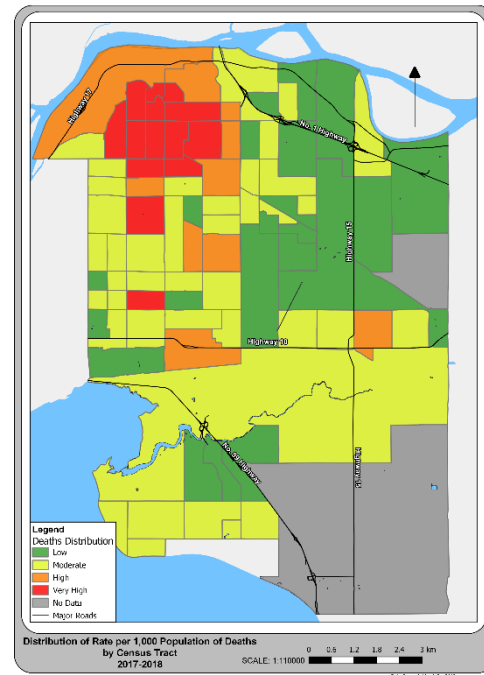 Highway 17
No. 1 Highway
Highway 15
Highway 10
No. 99 Highway
Highway 15
Legend
Deaths Distribution
Low
Moderate
High
Very High
No Data
Major Roads
Distribution of Rate per 1,000 Population of Deaths
by Census Tract
2017-2018
SCALE: 1:110000
0 0.6 1.2 1.8 2.4 3 km